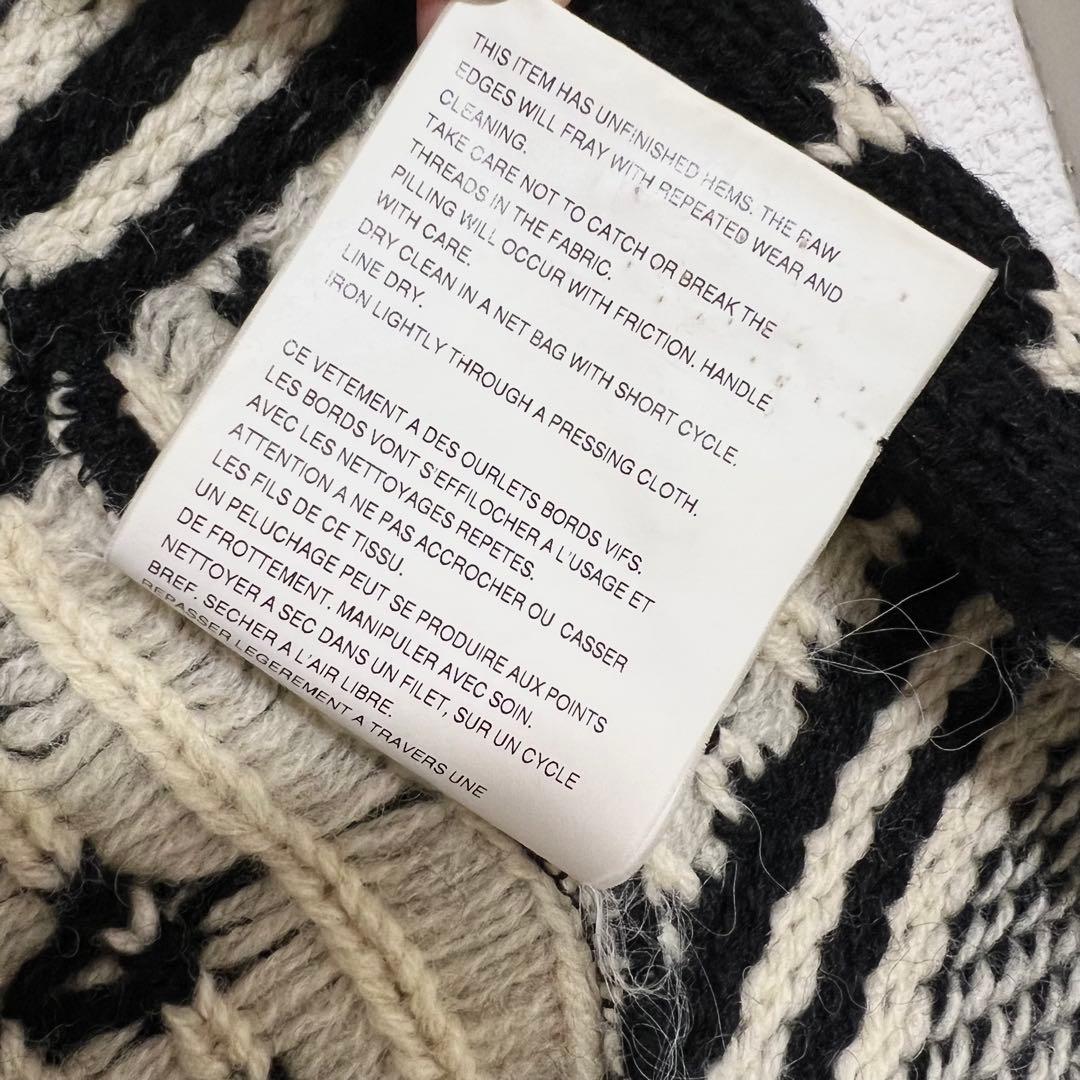 THIS ITEM HAS UNFINISHED HEMS. THE RAW
EDGES WILL FRAY WITH REPEATED WEAR AND
CLEANING.
TAKE CARE NOT TO CATCH OR BREAK THE
THREADS IN THE FABRIC.
PILLING WILL OCCUR WITH FRICTION. HANDLE
WITH CARE.
DRY CLEAN IN A NET BAG WITH SHORT CYCLE.
LINE DRY.
IRON LIGHTLY THROUGH A PRESSING CLOTH.
CE VETEMENT A DES OURLETS BORDS VIFS.
LES BORDS VONT S'EFFILOCHER A L'USAGE ET
AVEC LES NETTOYAGES REPETES.
ATTENTION A NE PAS ACCROCHER OU CASSER
LES FILS DE CE TISSU.
UN PELUCHAGE PEUT SE PRODUIRE AUX POINTS
DE FROTTEMENT. MANIPULER AVEC SOIN.
NETTOYER A SEC DANS UN FILET, SUR UN CYCLE
BREF. SECHER A L'AIR LIBRE.
REPASSER LEGEREMENT A TRAVERS UNE